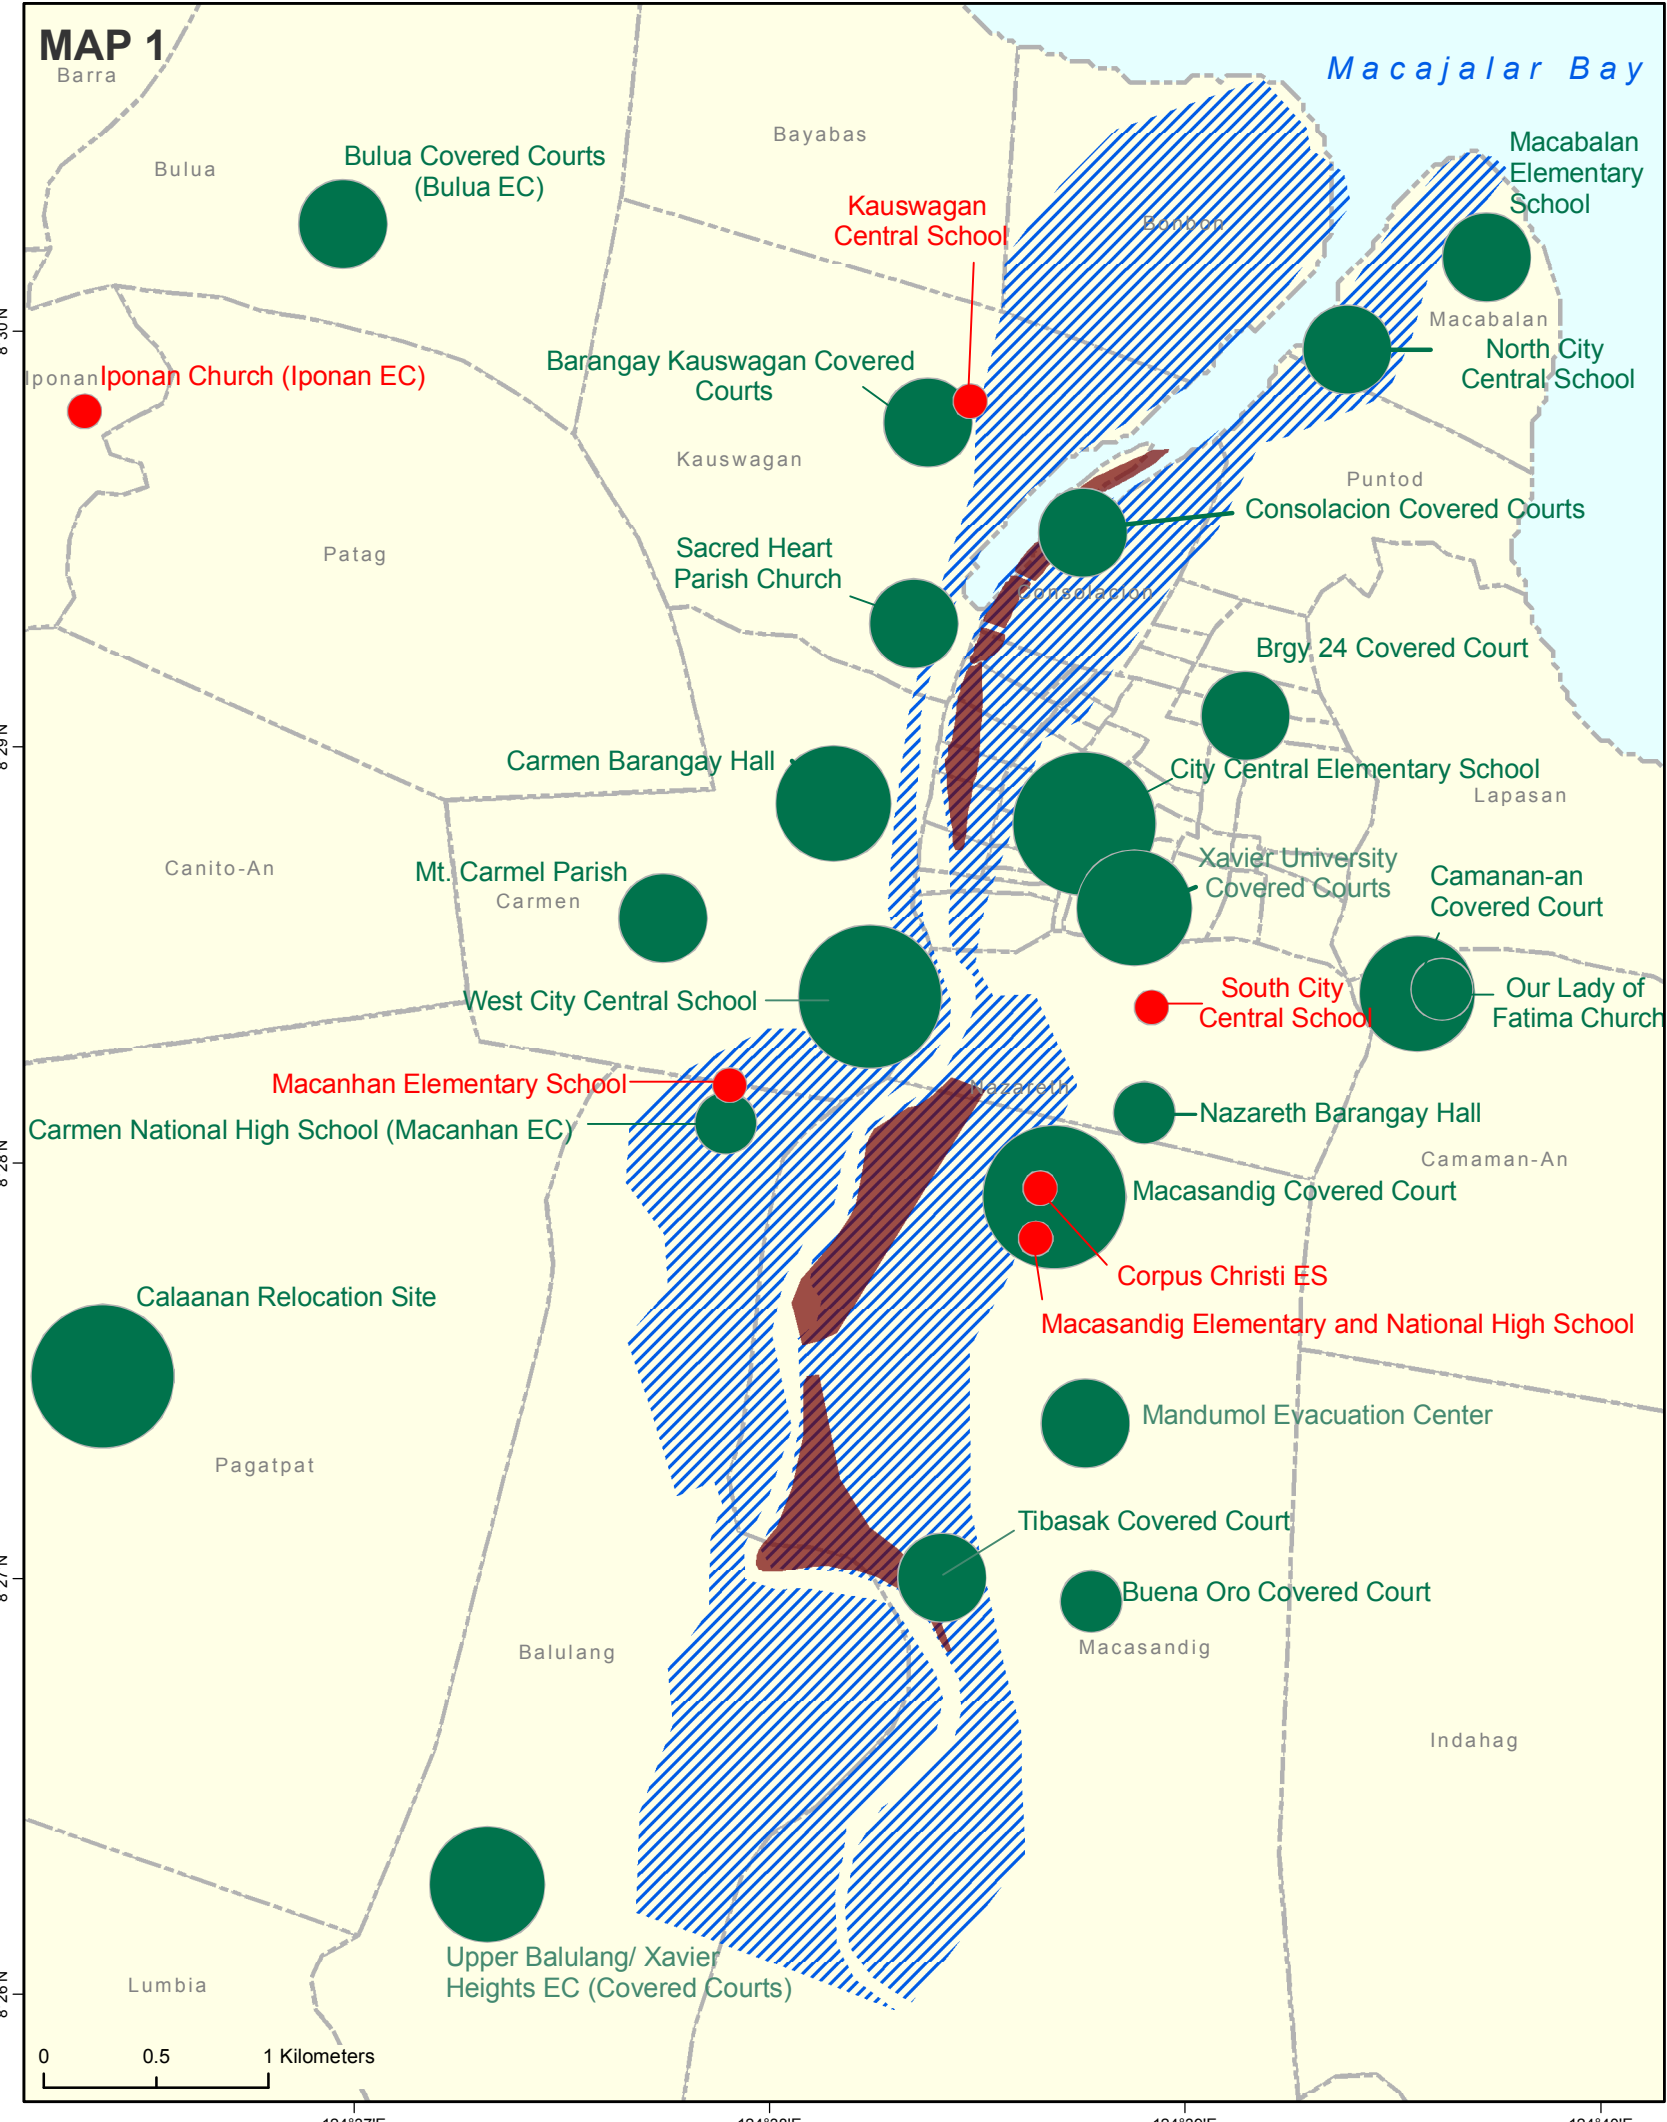 MAP 1
Macajalar Bay
Barra
Bayabas
Bulua
Bulua Covered Courts
(Bulua EC)
Macabalan
Elementary
School
Kauswagan
Central School
Bonbon
Macabalan
North City
Central School
Iponan
Iponan Church (Iponan EC)
Barangay Kauswagan Covered
Courts
Kauswagan
Puntod
Consolacion Covered Courts
Patag
Sacred Heart
Parish Church
Consolacion
Brgy 24 Covered Court
Carmen Barangay Hall
City Central Elementary School
Lapasan
Canito-An
Mt. Carmel Parish
Carmen
Xavier University
Covered Courts
Camanan-an
Covered Court
West City Central School
South City
Central School
Our Lady of
Fatima Church
Macanhan Elementary School
Nazareth
Carmen National High School (Macanhan EC)
Nazareth Barangay Hall
Camaman-An
Macasandig Covered Court
Corpus Christi ES
Calaanan Relocation Site
Macasandig Elementary and National High School
Mandumol Evacuation Center
Pagatpat
Tibasak Covered Court
Buena Oro Covered Court
Balulang
Macasandig
Indahag
Upper Balulang/ Xavier
Heights EC (Covered Courts)
Lumbia
0 0.5 1 Kilometers